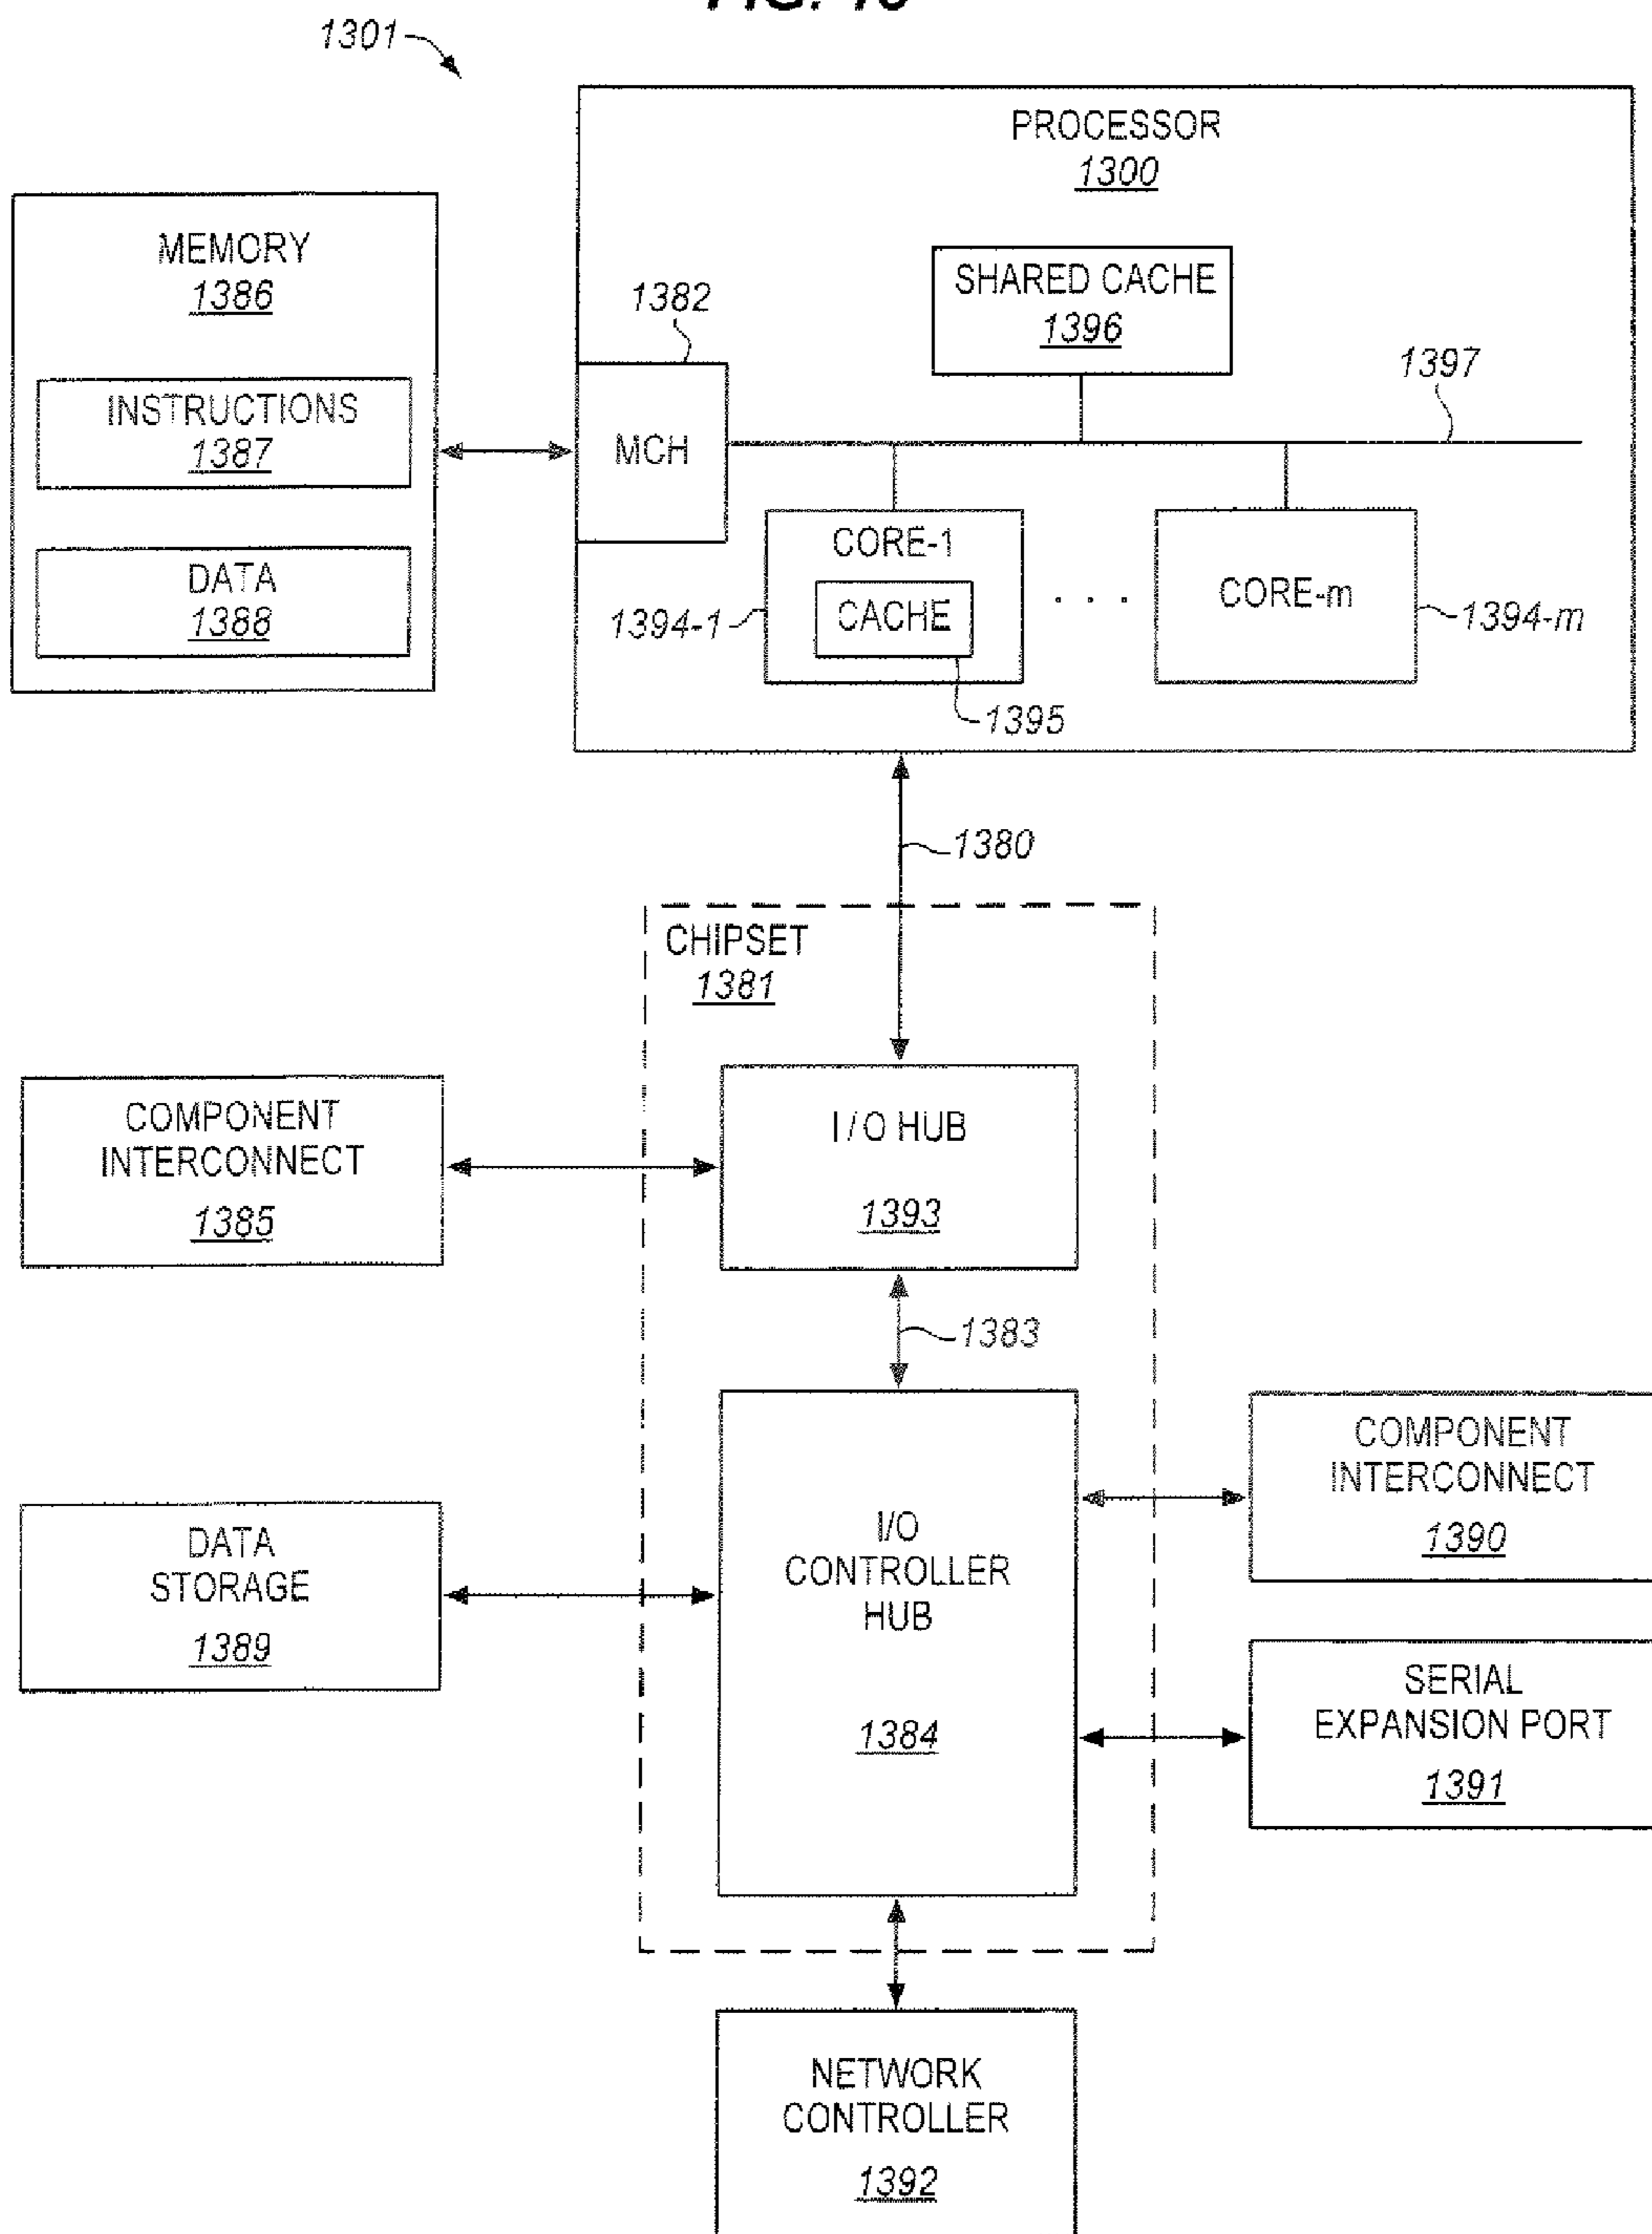 1301
PROCESSOR
1300
MEMORY
1386
SHARED CACHE
1396
1382
1397
INSTRUCTIONS
1387
MCH
CORE-1
CACHE
1394-1
. . .
CORE-m
1394-m
DATA
1388
1395
1380
CHIPSET
1381
COMPONENT
INTERCONNECT
1385
I/O HUB
1393
1383
COMPONENT
INTERCONNECT
1390
DATA
STORAGE
1389
I/O
CONTROLLER
HUB
1384
SERIAL
EXPANSION PORT
1391
NETWORK
CONTROLLER
1392